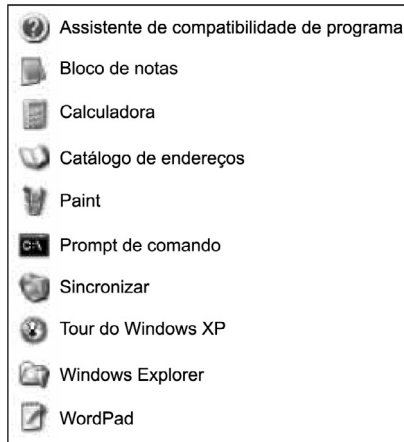 Assistente de compatibilidade de programa
Bloco de notas
Calculadora
Catálogo de endereços
Paint
C:\ Prompt de comando
Sincronizar
Tour do Windows XP
Windows Explorer
WordPad